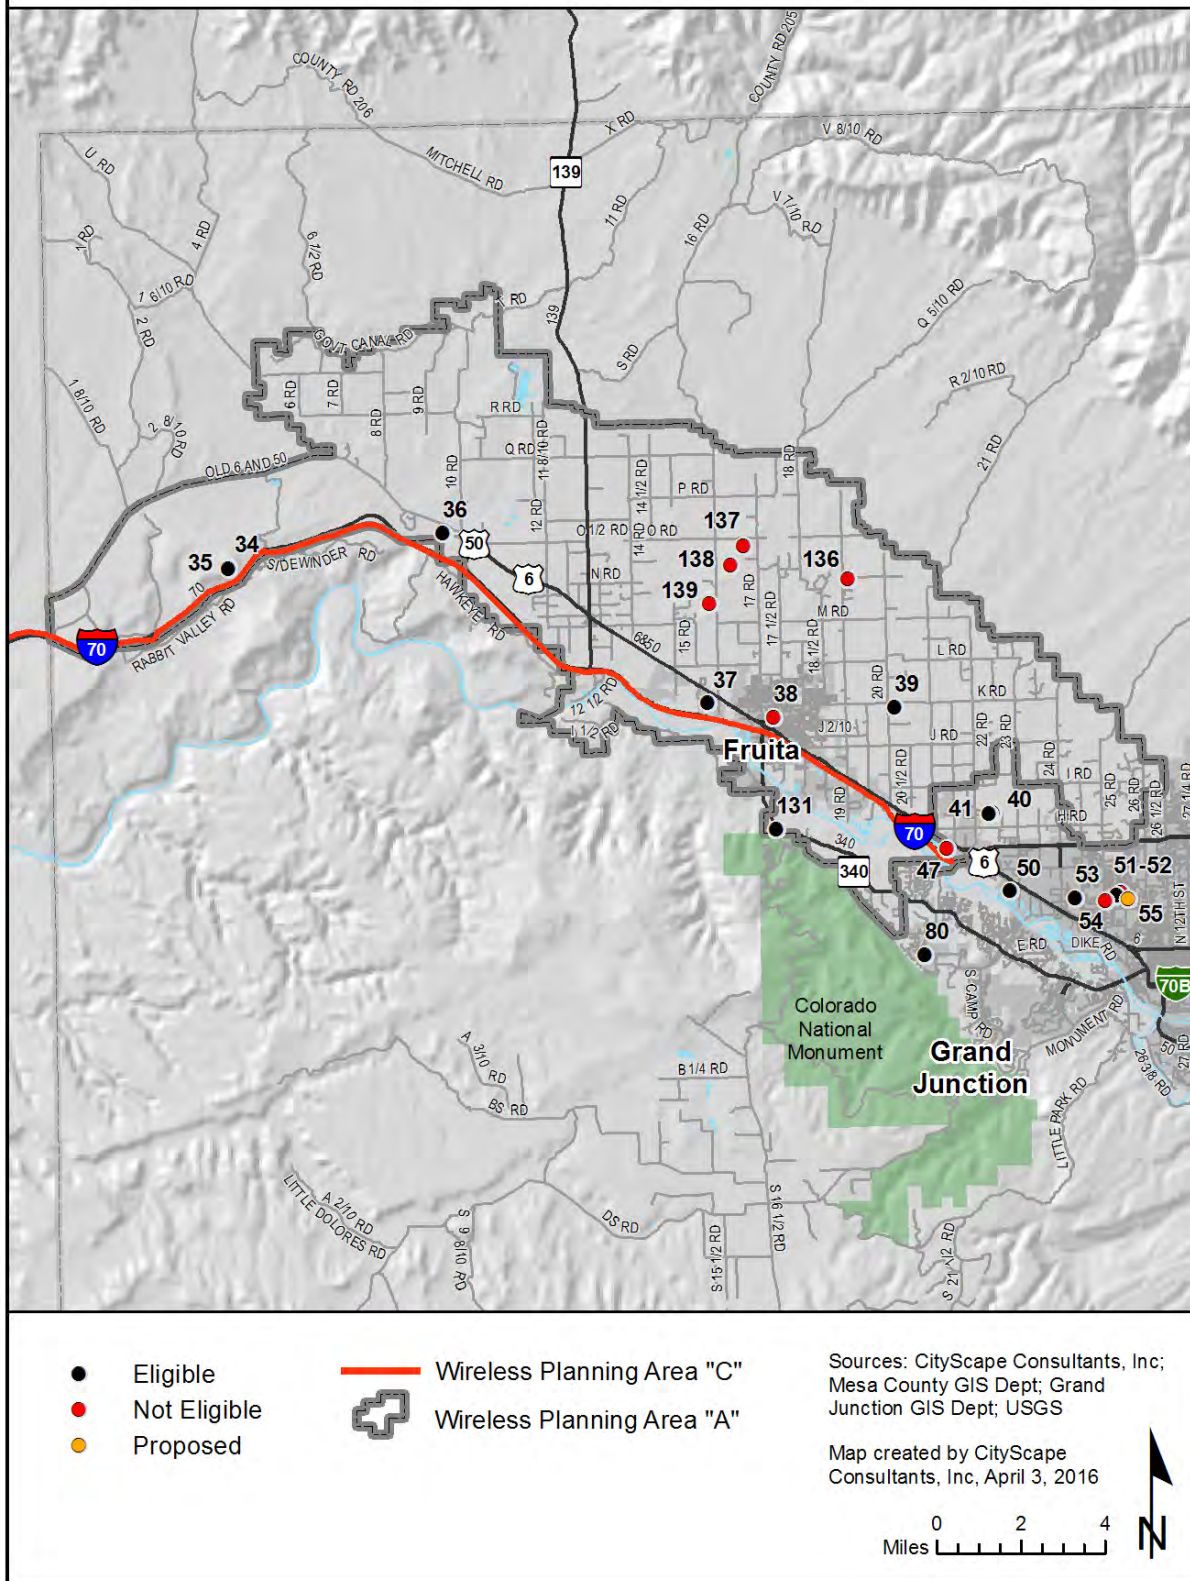 COUNTY RD 205
COUNTY RD 206
X RD
V 8/10 RD
U RD
MITCHELL RD
139
11 RD
V 7/10 RD
4 RD
6 1/2 RD
16 RD
1 6/10 RD
2 RD
Q 5/10 RD
139
GOVT CANAL RD
S RD
R 2/10 RD
1 8/10 RD
6 RD
7 RD
8 RD
9 RD
R RD
21 RD
2 8/10 RD
Q RD
11 8/10 RD
OLD 6 AND 50
10 RD
14 1/2 RD
P RD
18 RD
36
12 RD
O 1/2 RD
14 RD
O RD
137
35
34
SIDEWINDER RD
50
138
136
6
N RD
17 RD
70
139
M RD
HAWKEYE RD
RABBIT VALLEY RD
70
15 RD
17 1/2 RD
18 1/2 RD
6&50
L RD
37
38
39
20 RD
K RD
12 1/2 RD
J 2/10
J RD
22 RD
23 RD
I 1/2 RD
Fruita
24 RD
I RD
19 RD
20 1/2 RD
25 RD
26 RD
26 1/2 RD
27 1/4 RD
131
41
40
H RD
70
340
340
47
6
50
53
51-52
54
55
N 12TH ST
80
E RD
DIKE RD
6
70B
S CAMP RD
MONUMENT RD
Colorado
National
Monument
Grand
Junction
50
27 RD
26 3/8 RD
A 3/10 RD
B 1/4 RD
BS RD
LITTLE PARK RD
A 2/10 RD
LITTLE DOLORES RD
S 9 8/10 RD
DS RD
S 15 1/2 RD
S 16 1/2 RD
S 21 1/2 RD
Eligible
Not Eligible
Proposed
Wireless Planning Area "C"
Wireless Planning Area "A"
Sources: CityScape Consultants, Inc;
Mesa County GIS Dept; Grand
Junction GIS Dept; USGS
Map created by CityScape
Consultants, Inc, April 3, 2016
0 2 4
Miles
N